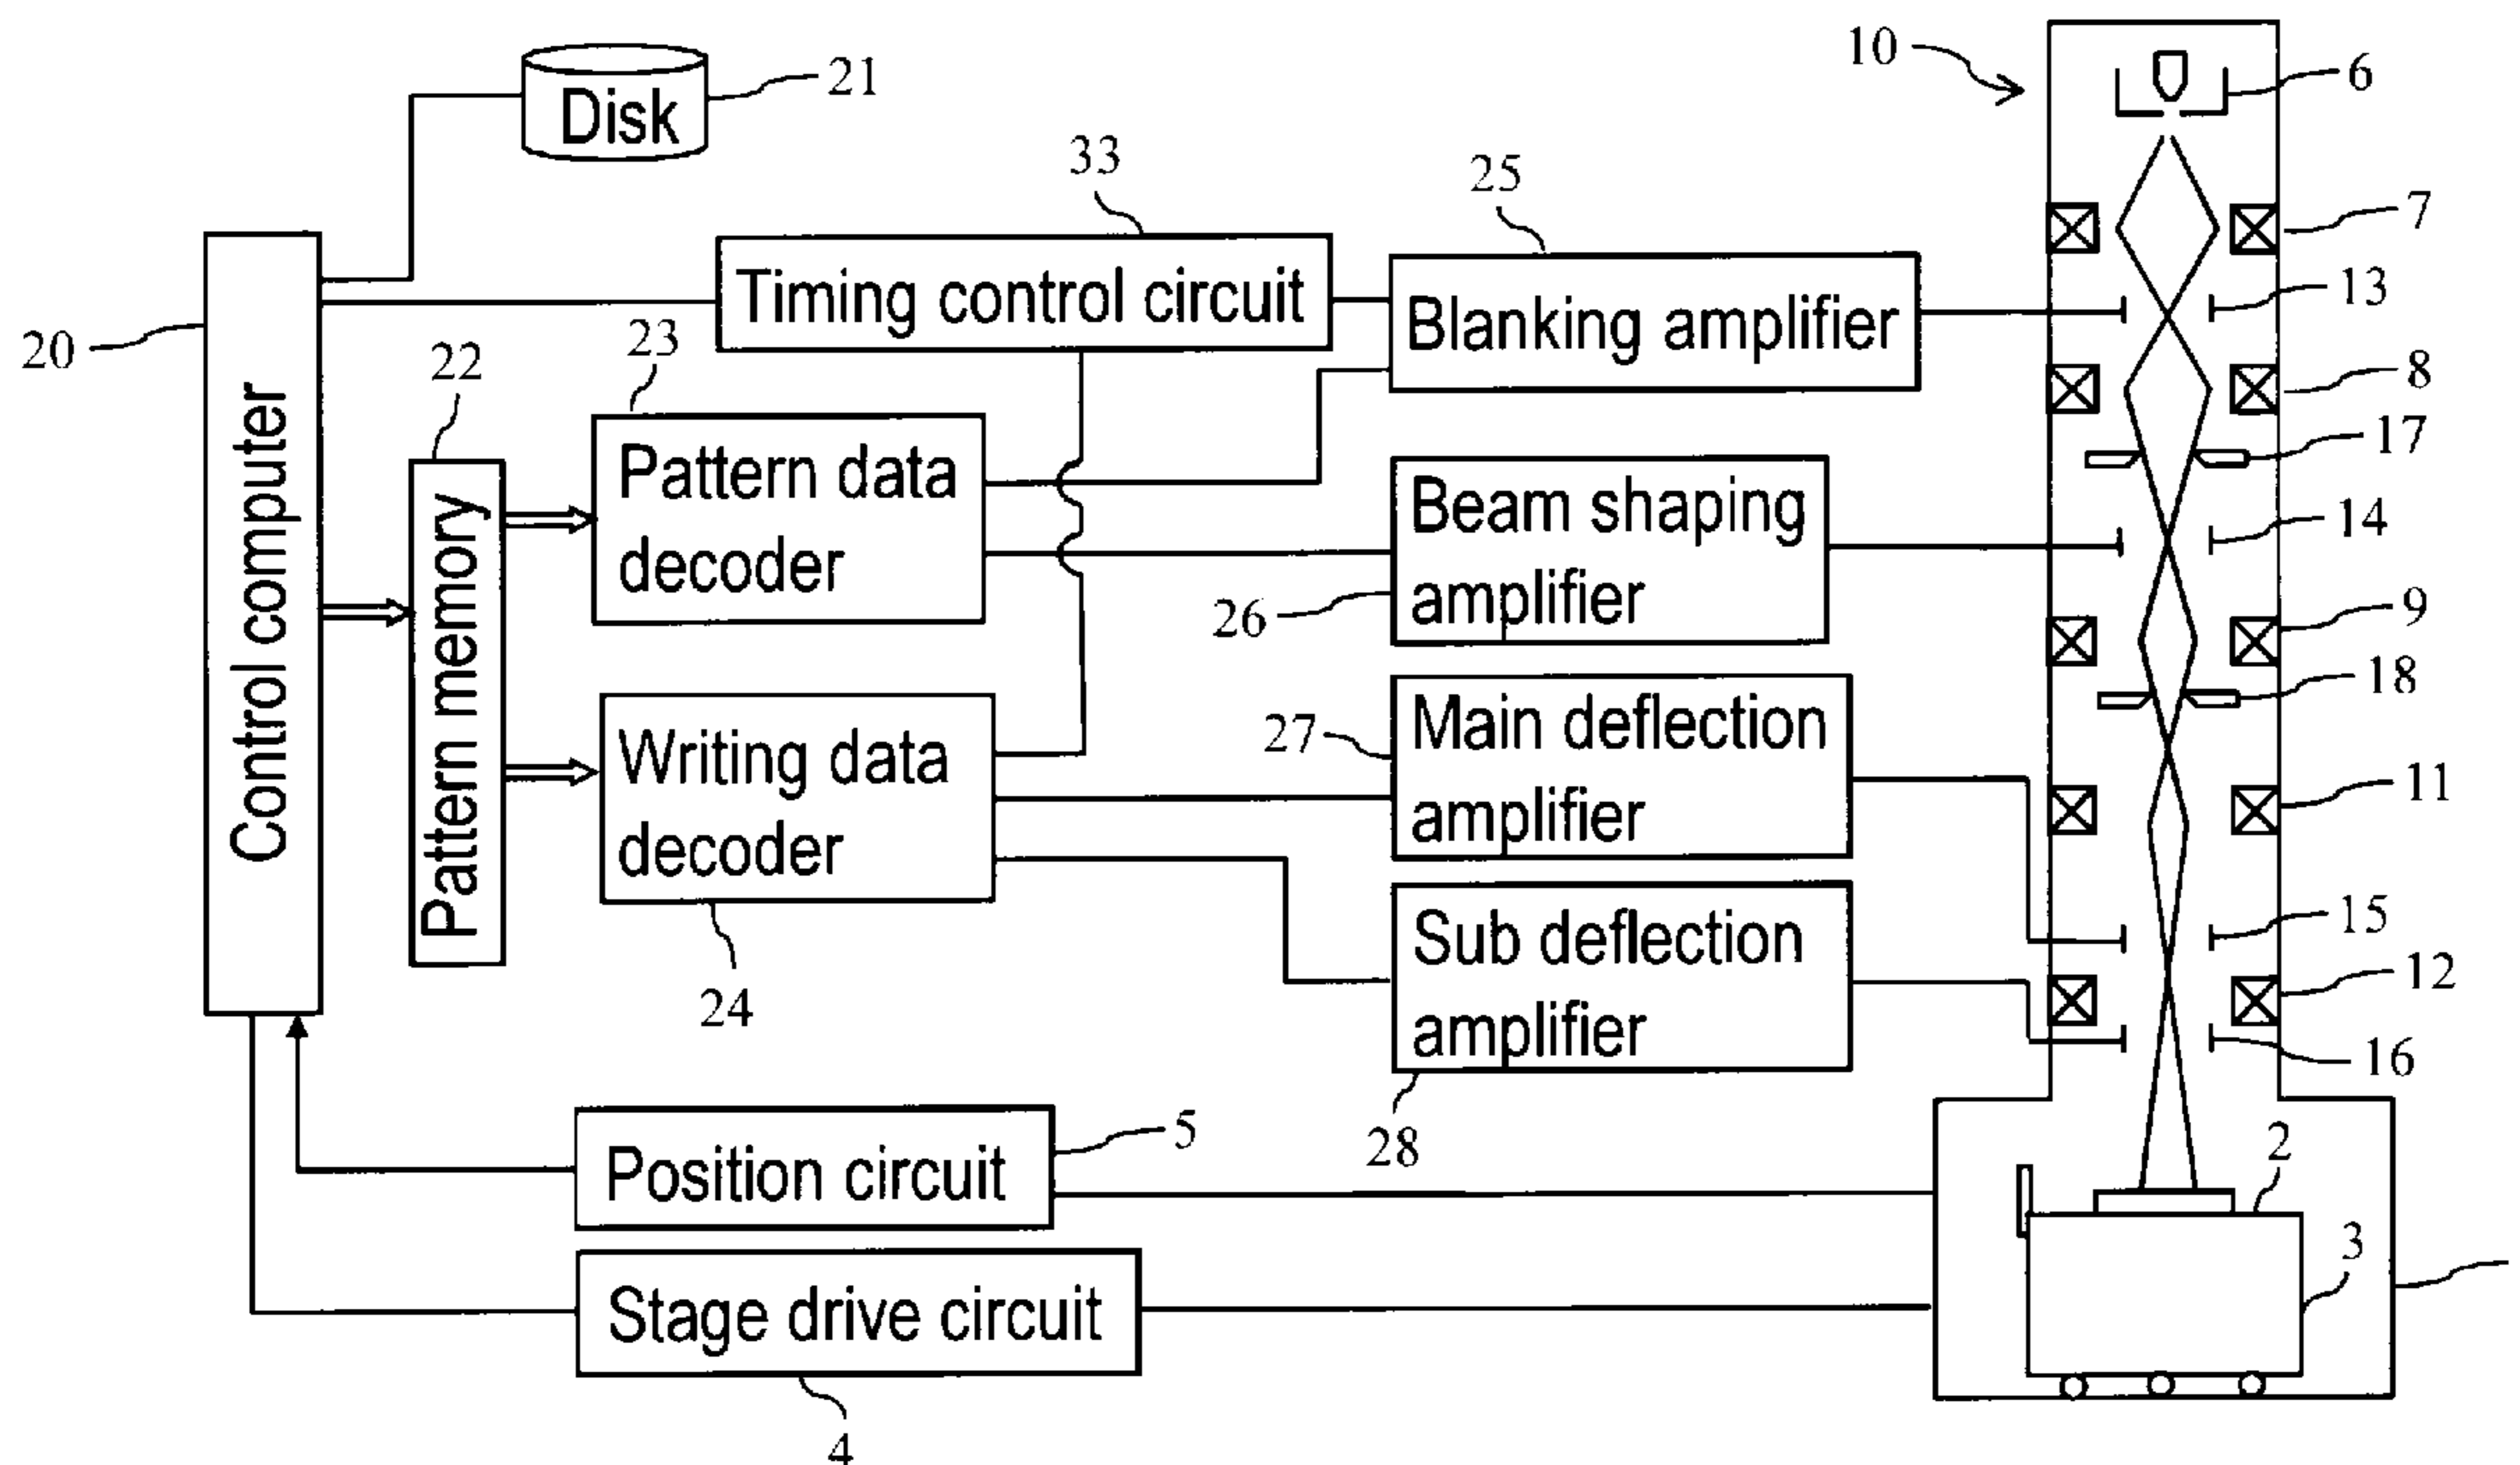 10
6
Disk
21
33
25
7
Timing control circuit
13
20
22
23
Blanking amplifier
8
17
Control computer
Pattern memory
Pattern data
decoder
Beam shaping
amplifier
14
26
9
18
Writing data
decoder
27
Main deflection
amplifier
11
24
Sub deflection
amplifier
15
12
16
28
Position circuit
5
2
3
Stage drive circuit
4